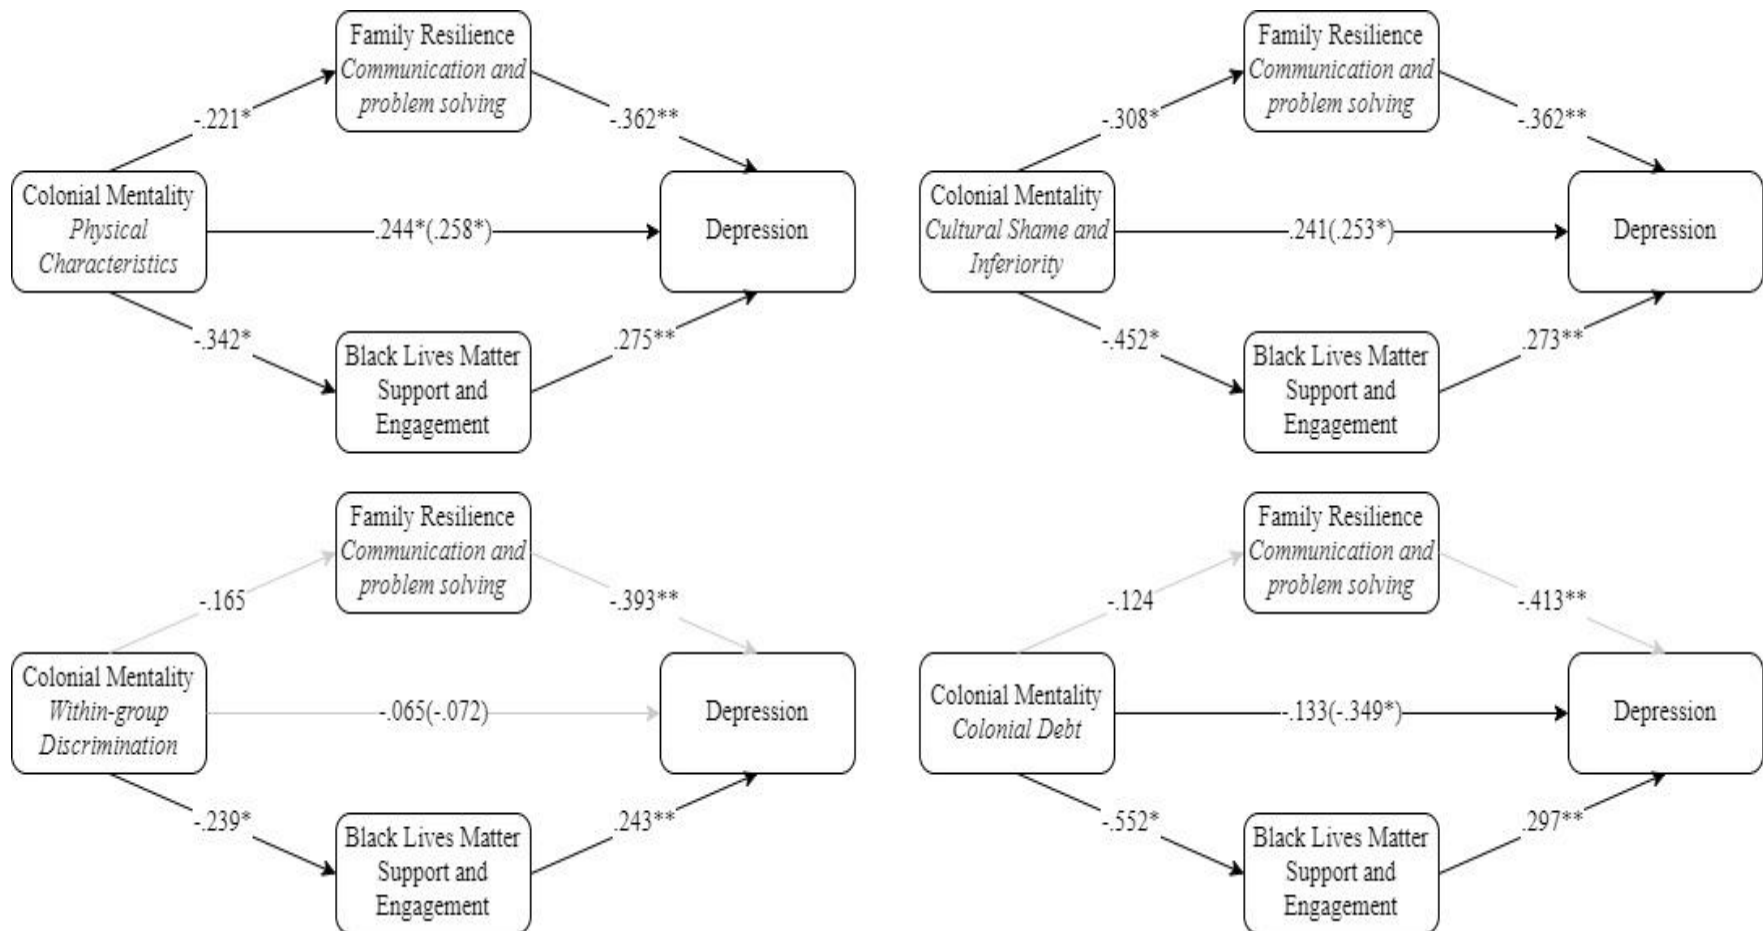 Family Resilience
Communication and
problem solving
-.221*
-.362**
Colonial Mentality
Physical
Characteristics
.244*(.258*)
Depression
-.342*
.275**
Black Lives Matter
Support and
Engagement
Family Resilience
Communication and
problem solving
-.308*
-.362**
Colonial Mentality
Cultural Shame and
Inferiority
.241(.253*)
Depression
-.452*
.273**
Black Lives Matter
Support and
Engagement
Family Resilience
Communication and
problem solving
-.165
-.393**
Colonial Mentality
Within-group
Discrimination
-.065(-.072)
Depression
-.239*
.243**
Black Lives Matter
Support and
Engagement
Family Resilience
Communication and
problem solving
-.124
-.413**
Colonial Mentality
Colonial Debt
-.133(-.349*)
Depression
-.552*
.297**
Black Lives Matter
Support and
Engagement